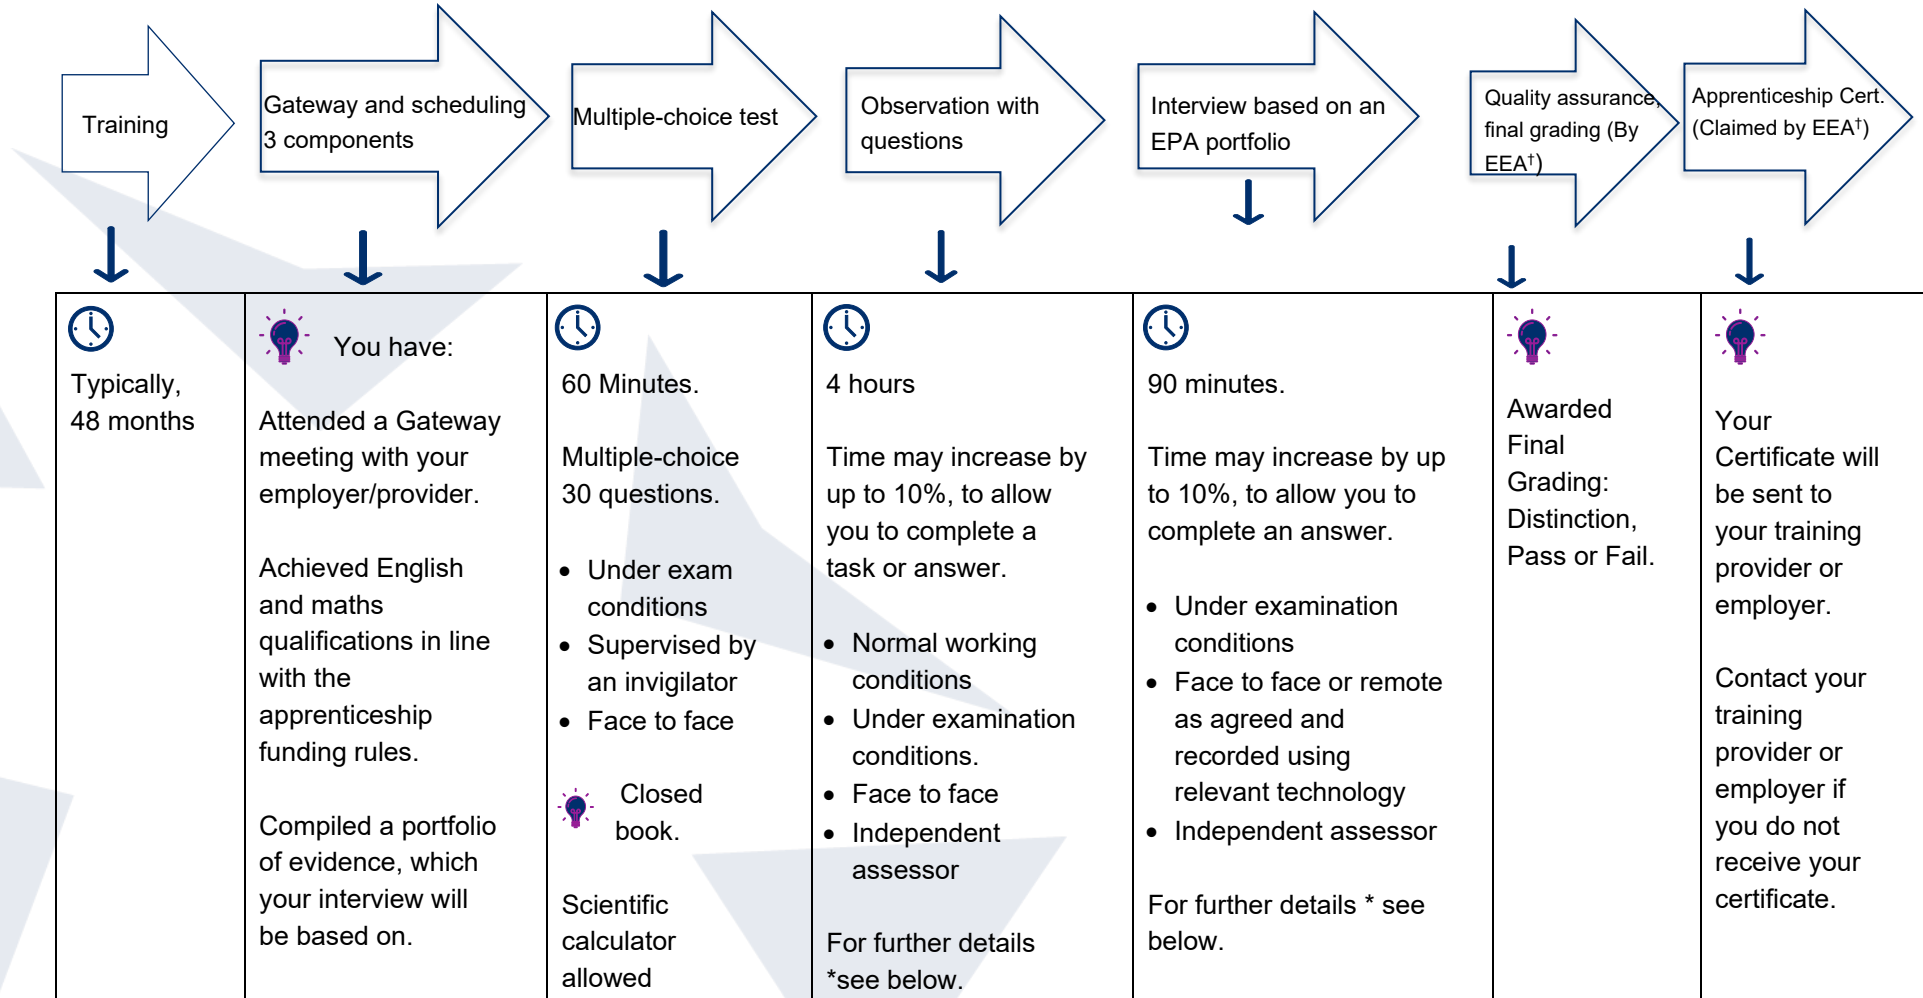 Training
Gateway and scheduling
3 components
Multiple-choice test
Observation with
questions
Interview based on an
EPA portfolio
Quality assurance,
final grading (By
EEA†)
Apprenticeship Cert.
(Claimed by EEA†)
Typically,
48 months
You have:
Attended a Gateway
meeting with your
employer/provider.
Achieved English
and maths
qualifications in line
with the
apprenticeship
funding rules.
Compiled a portfolio
of evidence, which
your interview will
be based on.
60 Minutes.
Multiple-choice
30 questions.
• Under exam
conditions
• Supervised by
an invigilator
• Face to face
Closed
book.
Scientific
calculator
allowed
4 hours
Time may increase by
up to 10%, to allow
you to complete a
task or answer.
• Normal working
conditions
• Under examination
conditions.
• Face to face
• Independent
assessor
For further details
*see below.
90 minutes.
Time may increase by up
to 10%, to allow you to
complete an answer.
• Under examination
conditions
• Face to face or remote
as agreed and
recorded using
relevant technology
• Independent assessor
For further details * see
below.
Awarded
Final
Grading:
Distinction,
Pass or Fail.
Your
Certificate will
be sent to
your training
provider or
employer.
Contact your
training
provider or
employer if
you do not
receive your
certificate.